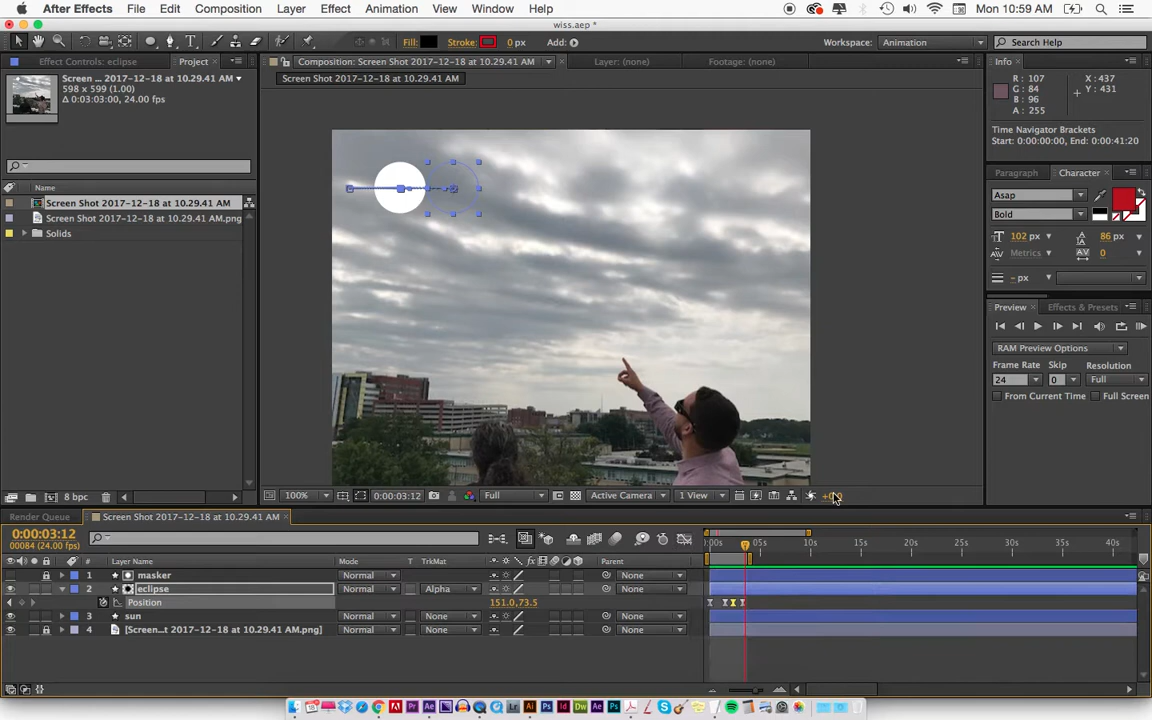 After Effects File Edit Composition Layer Effect Animation View Window Help Mon 10:59 AM
wiss.aep *
Fill: Stroke: 0 px Add: Workspace: Animation Search Help
Effect Controls: eclipse Project Composition: Screen Shot 2017-12-18 at 10.29.41 AM Layer: (none) Footage: (none) Info
Screen ... Shot 2017-12-18 at 10.29.41 AM
598 x 599 (1.00)
Δ 0:03:03:00, 24.00 fps
Screen Shot 2017-12-18 at 10.29.41 AM
R : 107 X : 437
G : 84 Y : 431
B : 96
A : 255
Time Navigator Brackets
Start: 0:00:00:00, End: 0:00:41:20
Paragraph Character
Name
Screen Shot 2017-12-18 at 10.29.41 AM
Screen Shot 2017-12-18 at 10.29.41 AM.png
Solids
Asap
Bold
102 px 86 px
Metrics 0
- px
Preview Effects & Presets
RAM Preview Options
Frame Rate Skip Resolution
24 0 Full
From Current Time Full Screen
8 bpc 100% 0:00:03:12 Full Active Camera 1 View
Render Queue Screen Shot 2017-12-18 at 10.29.41 AM
0:00:03:12
00084 (24.00 fps)
:00s 05s 10s 15s 20s 25s 30s 35s 40s
# Layer Name Mode T TrkMat Parent
1 masker Normal None
2 eclipse Normal Alpha None
Position 151.0,73.5
3 sun Normal None None
4 [Screen...t 2017-12-18 at 10.29.41 AM.png] Normal None None